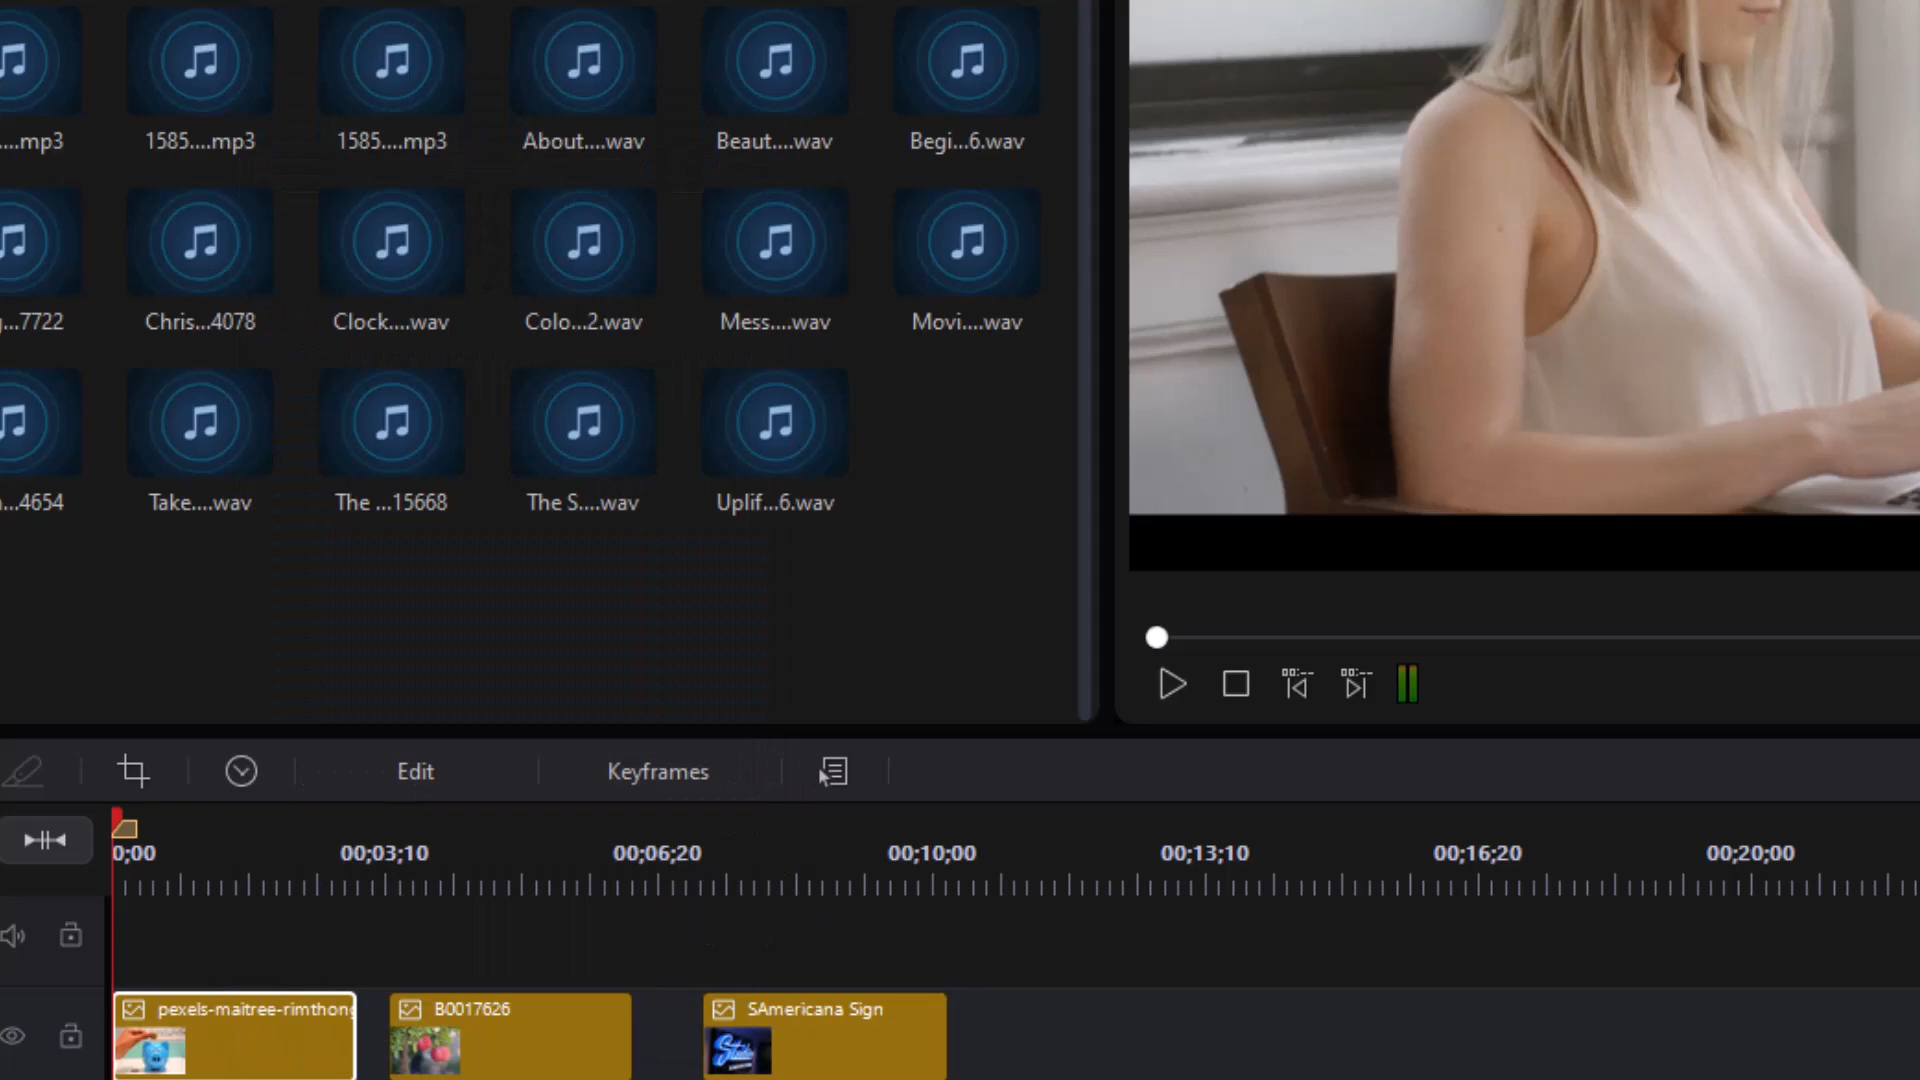 ....mp3
1585....mp3
1585....mp3
About....wav
Beaut....wav
Begi...6.wav
...7722
Chris...4078
Clock....wav
Colo...2.wav
Mess....wav
Movi....wav
...4654
Take....wav
The ...15668
The S....wav
Uplif...6.wav
Edit
Keyframes
0;00
00;03;10
00;06;20
00;10;00
00;13;10
00;16;20
00;20;00
pexels-maitree-rimthong
B0017626
SAmericana Sign